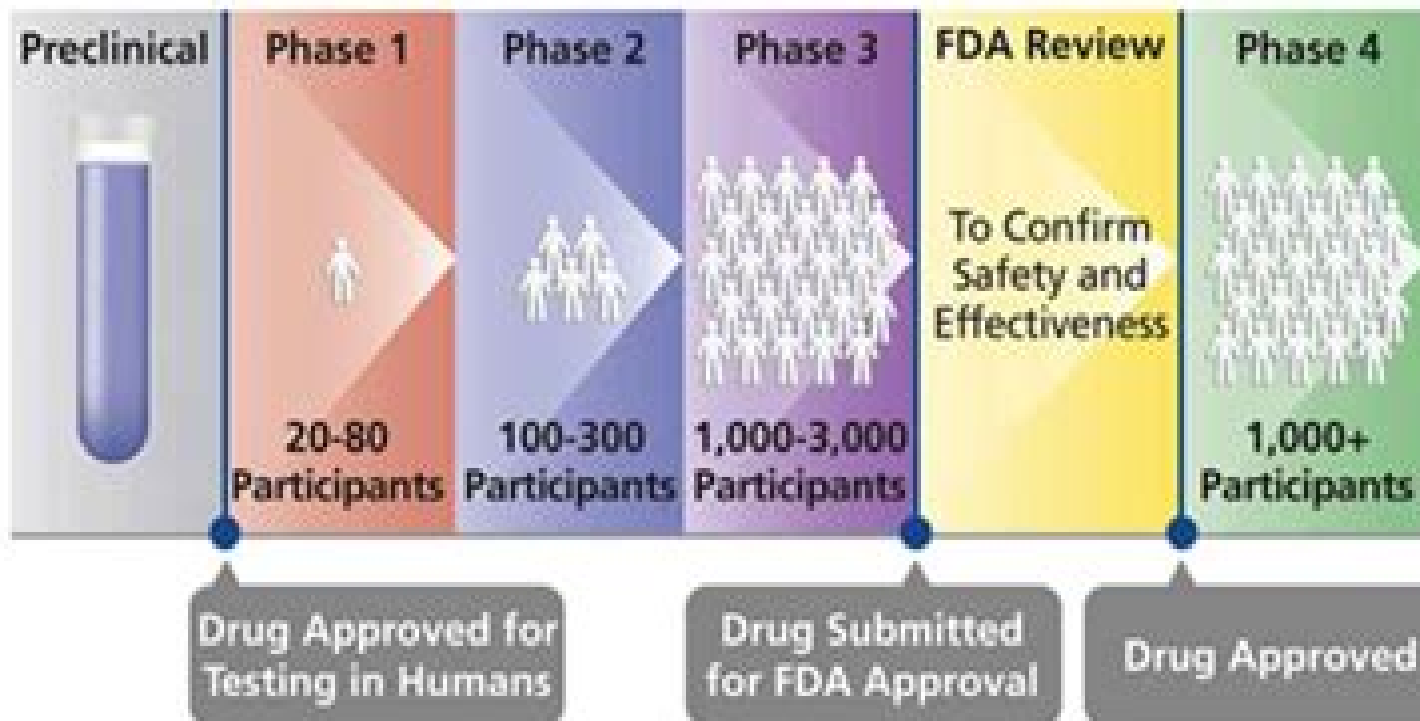 Preclinical
Phase 1
Phase 2
Phase 3
FDA Review
Phase 4
To Confirm
Safety and
Effectiveness
20-80
Participants
100-300
Participants
1,000-3,000
Participants
1,000+
Participants
Drug Approved for
Testing in Humans
Drug Submitted
for FDA Approval
Drug Approved